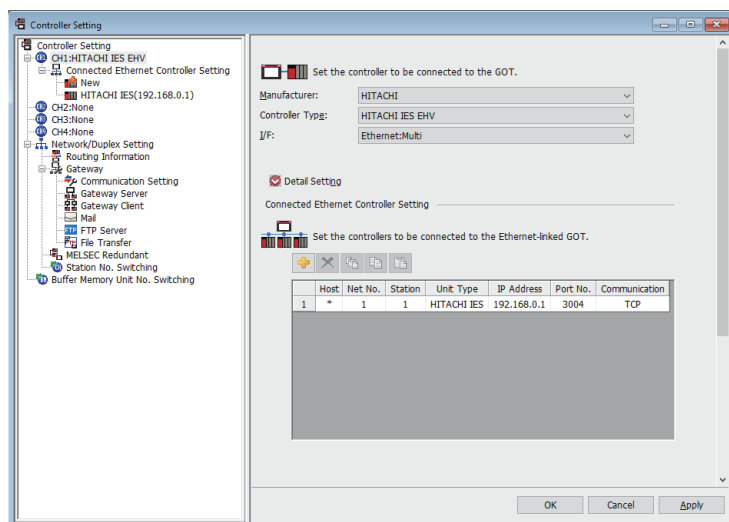 Controller Setting
Controller Setting
CH1:HITACHI IES EHV
Connected Ethernet Controller Setting
New
HITACHI IES(192.168.0.1)
CH2:None
CH3:None
CH4:None
Network/Duplex Setting
Routing Information
Gateway
Communication Setting
Gateway Server
Gateway Client
Mail
FTP Server
File Transfer
MELSEC Redundant
Station No. Switching
Buffer Memory Unit No. Switching
Set the controller to be connected to the GOT.
Manufacturer: HITACHI
Controller Type: HITACHI IES EHV
I/F: Ethernet:Multi
Detail Setting
Connected Ethernet Controller Setting
Set the controllers to be connected to the Ethernet-linked GOT.
Host Net No. Station Unit Type IP Address Port No. Communication
1 * 1 1 HITACHI IES 192.168.0.1 3004 TCP
OK Cancel Apply